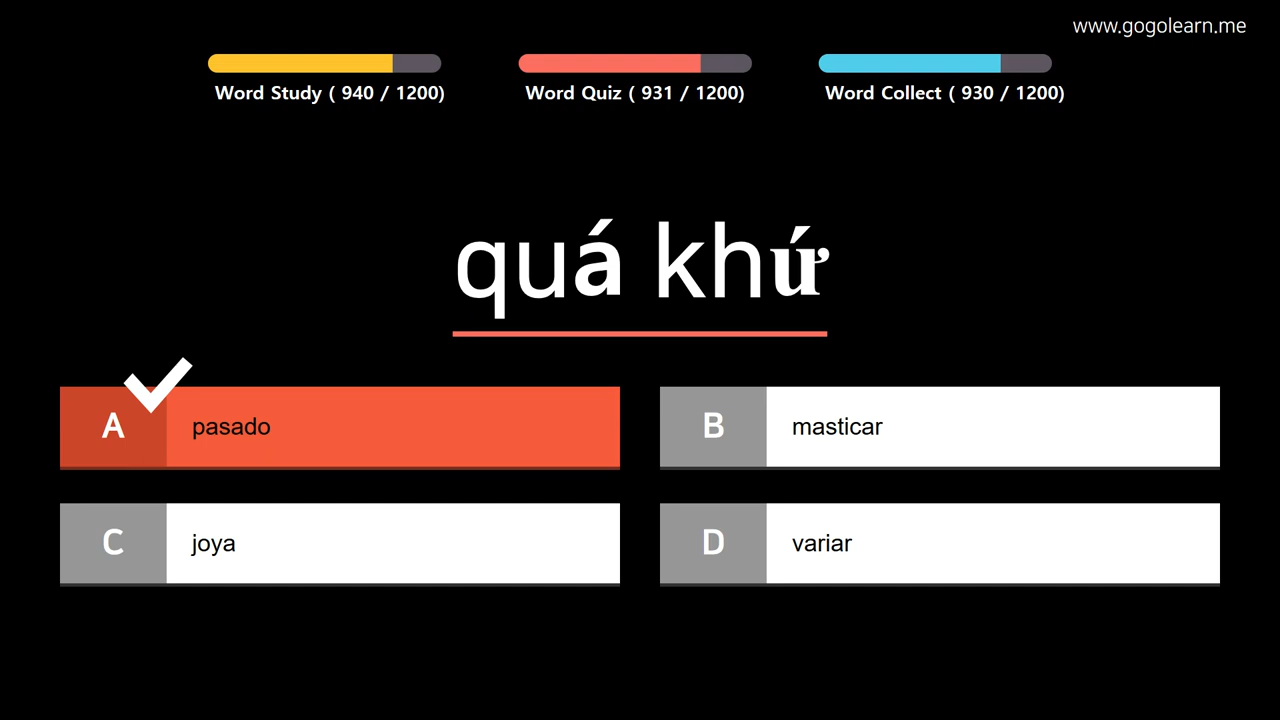 www.gogolearn.me
Word Study ( 940 / 1200)
Word Quiz ( 931 / 1200)
Word Collect ( 930 / 1200)
quá khứ
A
pasado
B
masticar
C
joya
D
variar